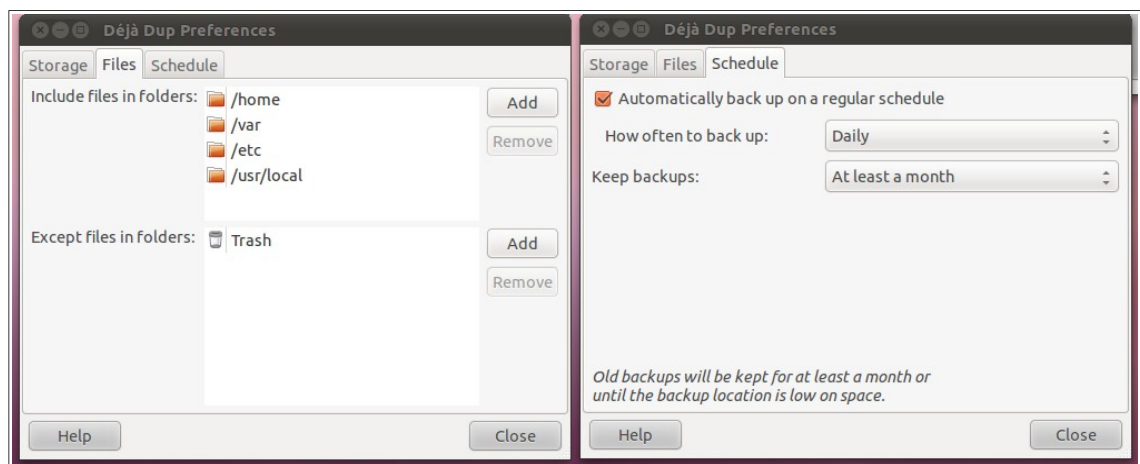 Déjà Dup Preferences
Storage Files Schedule
Include files in folders:
/home
/var
/etc
/usr/local
Add
Remove
Except files in folders:
Trash
Add
Remove
Help
Close
Déjà Dup Preferences
Storage Files Schedule
Automatically back up on a regular schedule
How often to back up: Daily
Keep backups: At least a month
Old backups will be kept for at least a month or
until the backup location is low on space.
Help
Close